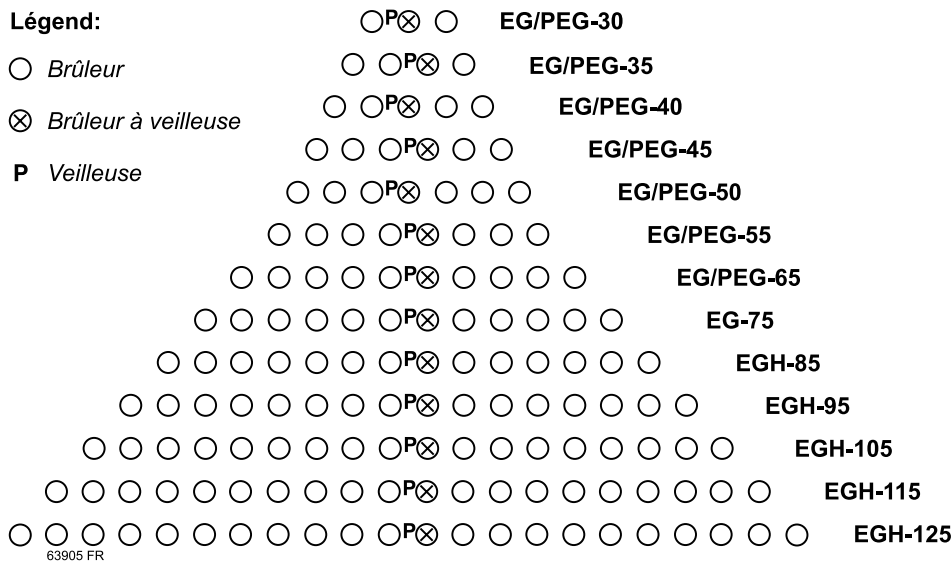 Légend:
Brûleur
Brûleur à veilleuse
P Veilleuse
P EG/PEG-30
P EG/PEG-35
P EG/PEG-40
P EG/PEG-45
P EG/PEG-50
P EG/PEG-55
P EG/PEG-65
P EG-75
P EGH-85
P EGH-95
P EGH-105
P EGH-115
P EGH-125
63905 FR